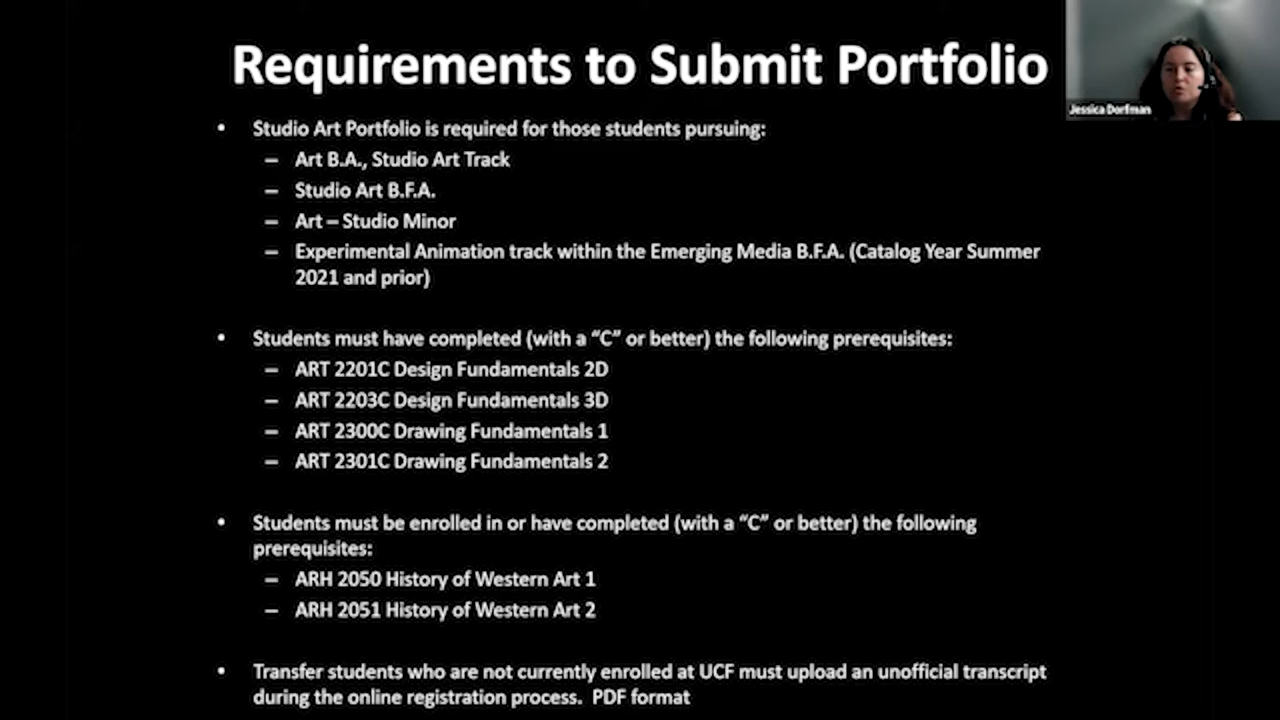 Requirements to Submit Portfolio
Jessica Dorfman
• Studio Art Portfolio is required for those students pursuing:
– Art B.A., Studio Art Track
– Studio Art B.F.A.
– Art – Studio Minor
– Experimental Animation track within the Emerging Media B.F.A. (Catalog Year Summer
2021 and prior)
• Students must have completed (with a “C” or better) the following prerequisites:
– ART 2201C Design Fundamentals 2D
– ART 2203C Design Fundamentals 3D
– ART 2300C Drawing Fundamentals 1
– ART 2301C Drawing Fundamentals 2
• Students must be enrolled in or have completed (with a “C” or better) the following
prerequisites:
– ARH 2050 History of Western Art 1
– ARH 2051 History of Western Art 2
• Transfer students who are not currently enrolled at UCF must upload an unofficial transcript
during the online registration process. PDF format